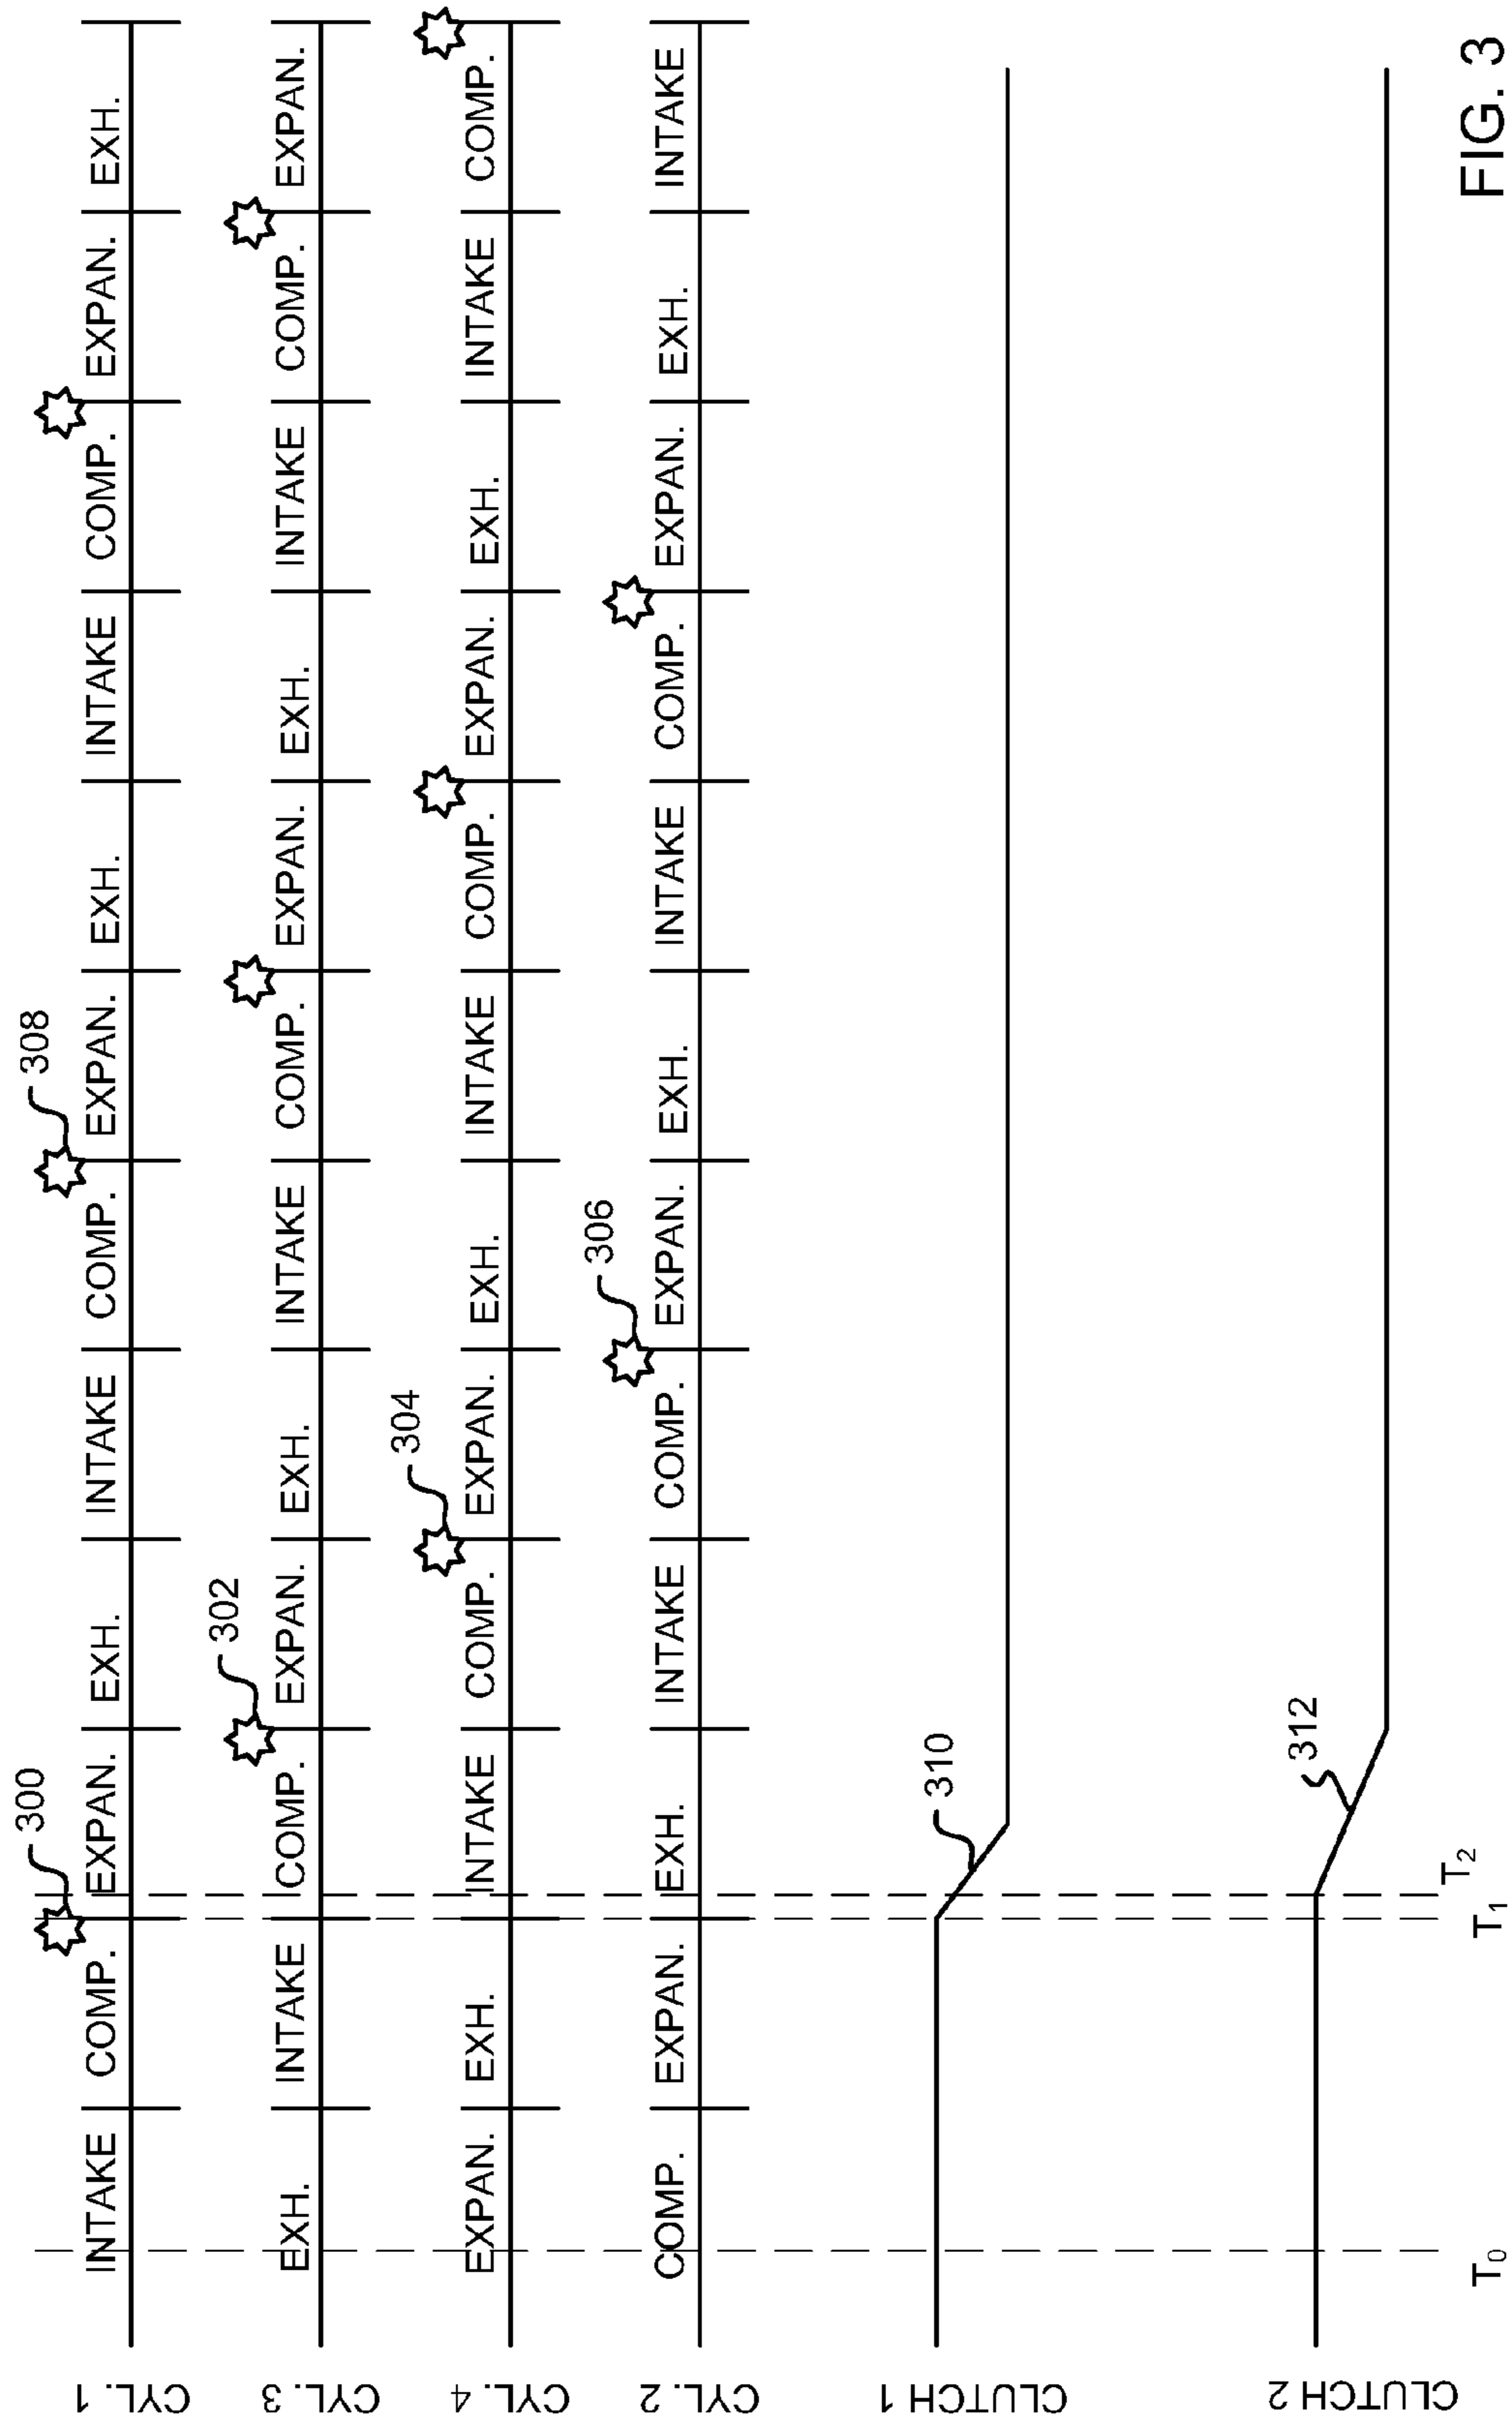 300 308
CYL. 1 INTAKE COMP. EXPAN. EXH. INTAKE COMP. EXPAN. EXH. INTAKE COMP. EXPAN. EXH.
302
CYL. 3 EXH. INTAKE COMP. EXPAN. EXH. INTAKE COMP. EXPAN. EXH. INTAKE COMP. EXPAN.
304
CYL. 4 EXPAN. EXH. INTAKE COMP. EXPAN. EXH. INTAKE COMP. EXPAN. EXH. INTAKE COMP.
306
CYL. 2 COMP. EXPAN. EXH. INTAKE COMP. EXPAN. EXH. INTAKE COMP. EXPAN. EXH. INTAKE
CLUTCH 1 310
CLUTCH 2 312
T0 T1 T2
FIG. 3